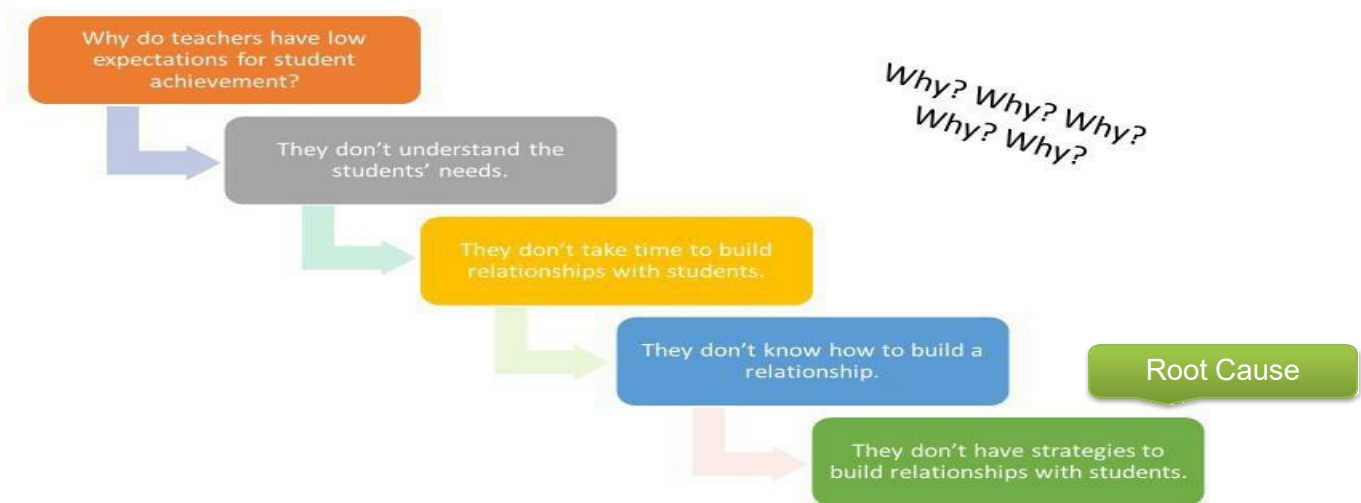 Why do teachers have low
expectations for student
achievement?
Why? Why? Why?
Why? Why?
They don't understand the
students' needs.
They don't take time to build
relationships with students.
They don't know how to build a
relationship.
Root Cause
They don't have strategies to
build relationships with students.